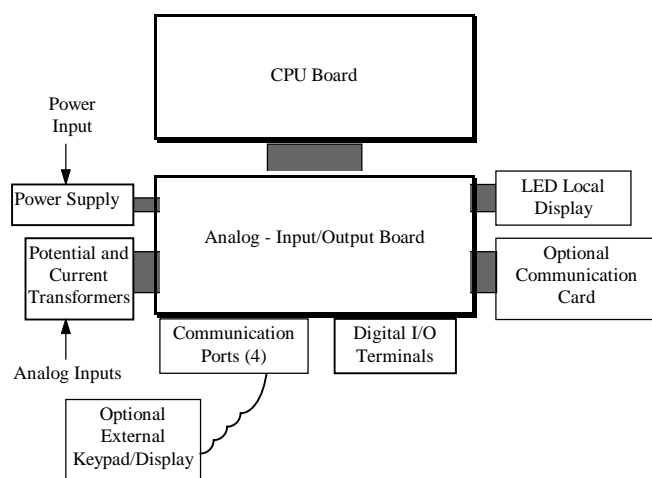 CPU Board
Power
Input
Power Supply
LED Local
Display
Analog - Input/Output Board
Potential and
Current
Transformers
Optional
Communication
Card
Analog Inputs
Communication
Ports (4)
Digital I/O
Terminals
Optional
External
Keypad/Display